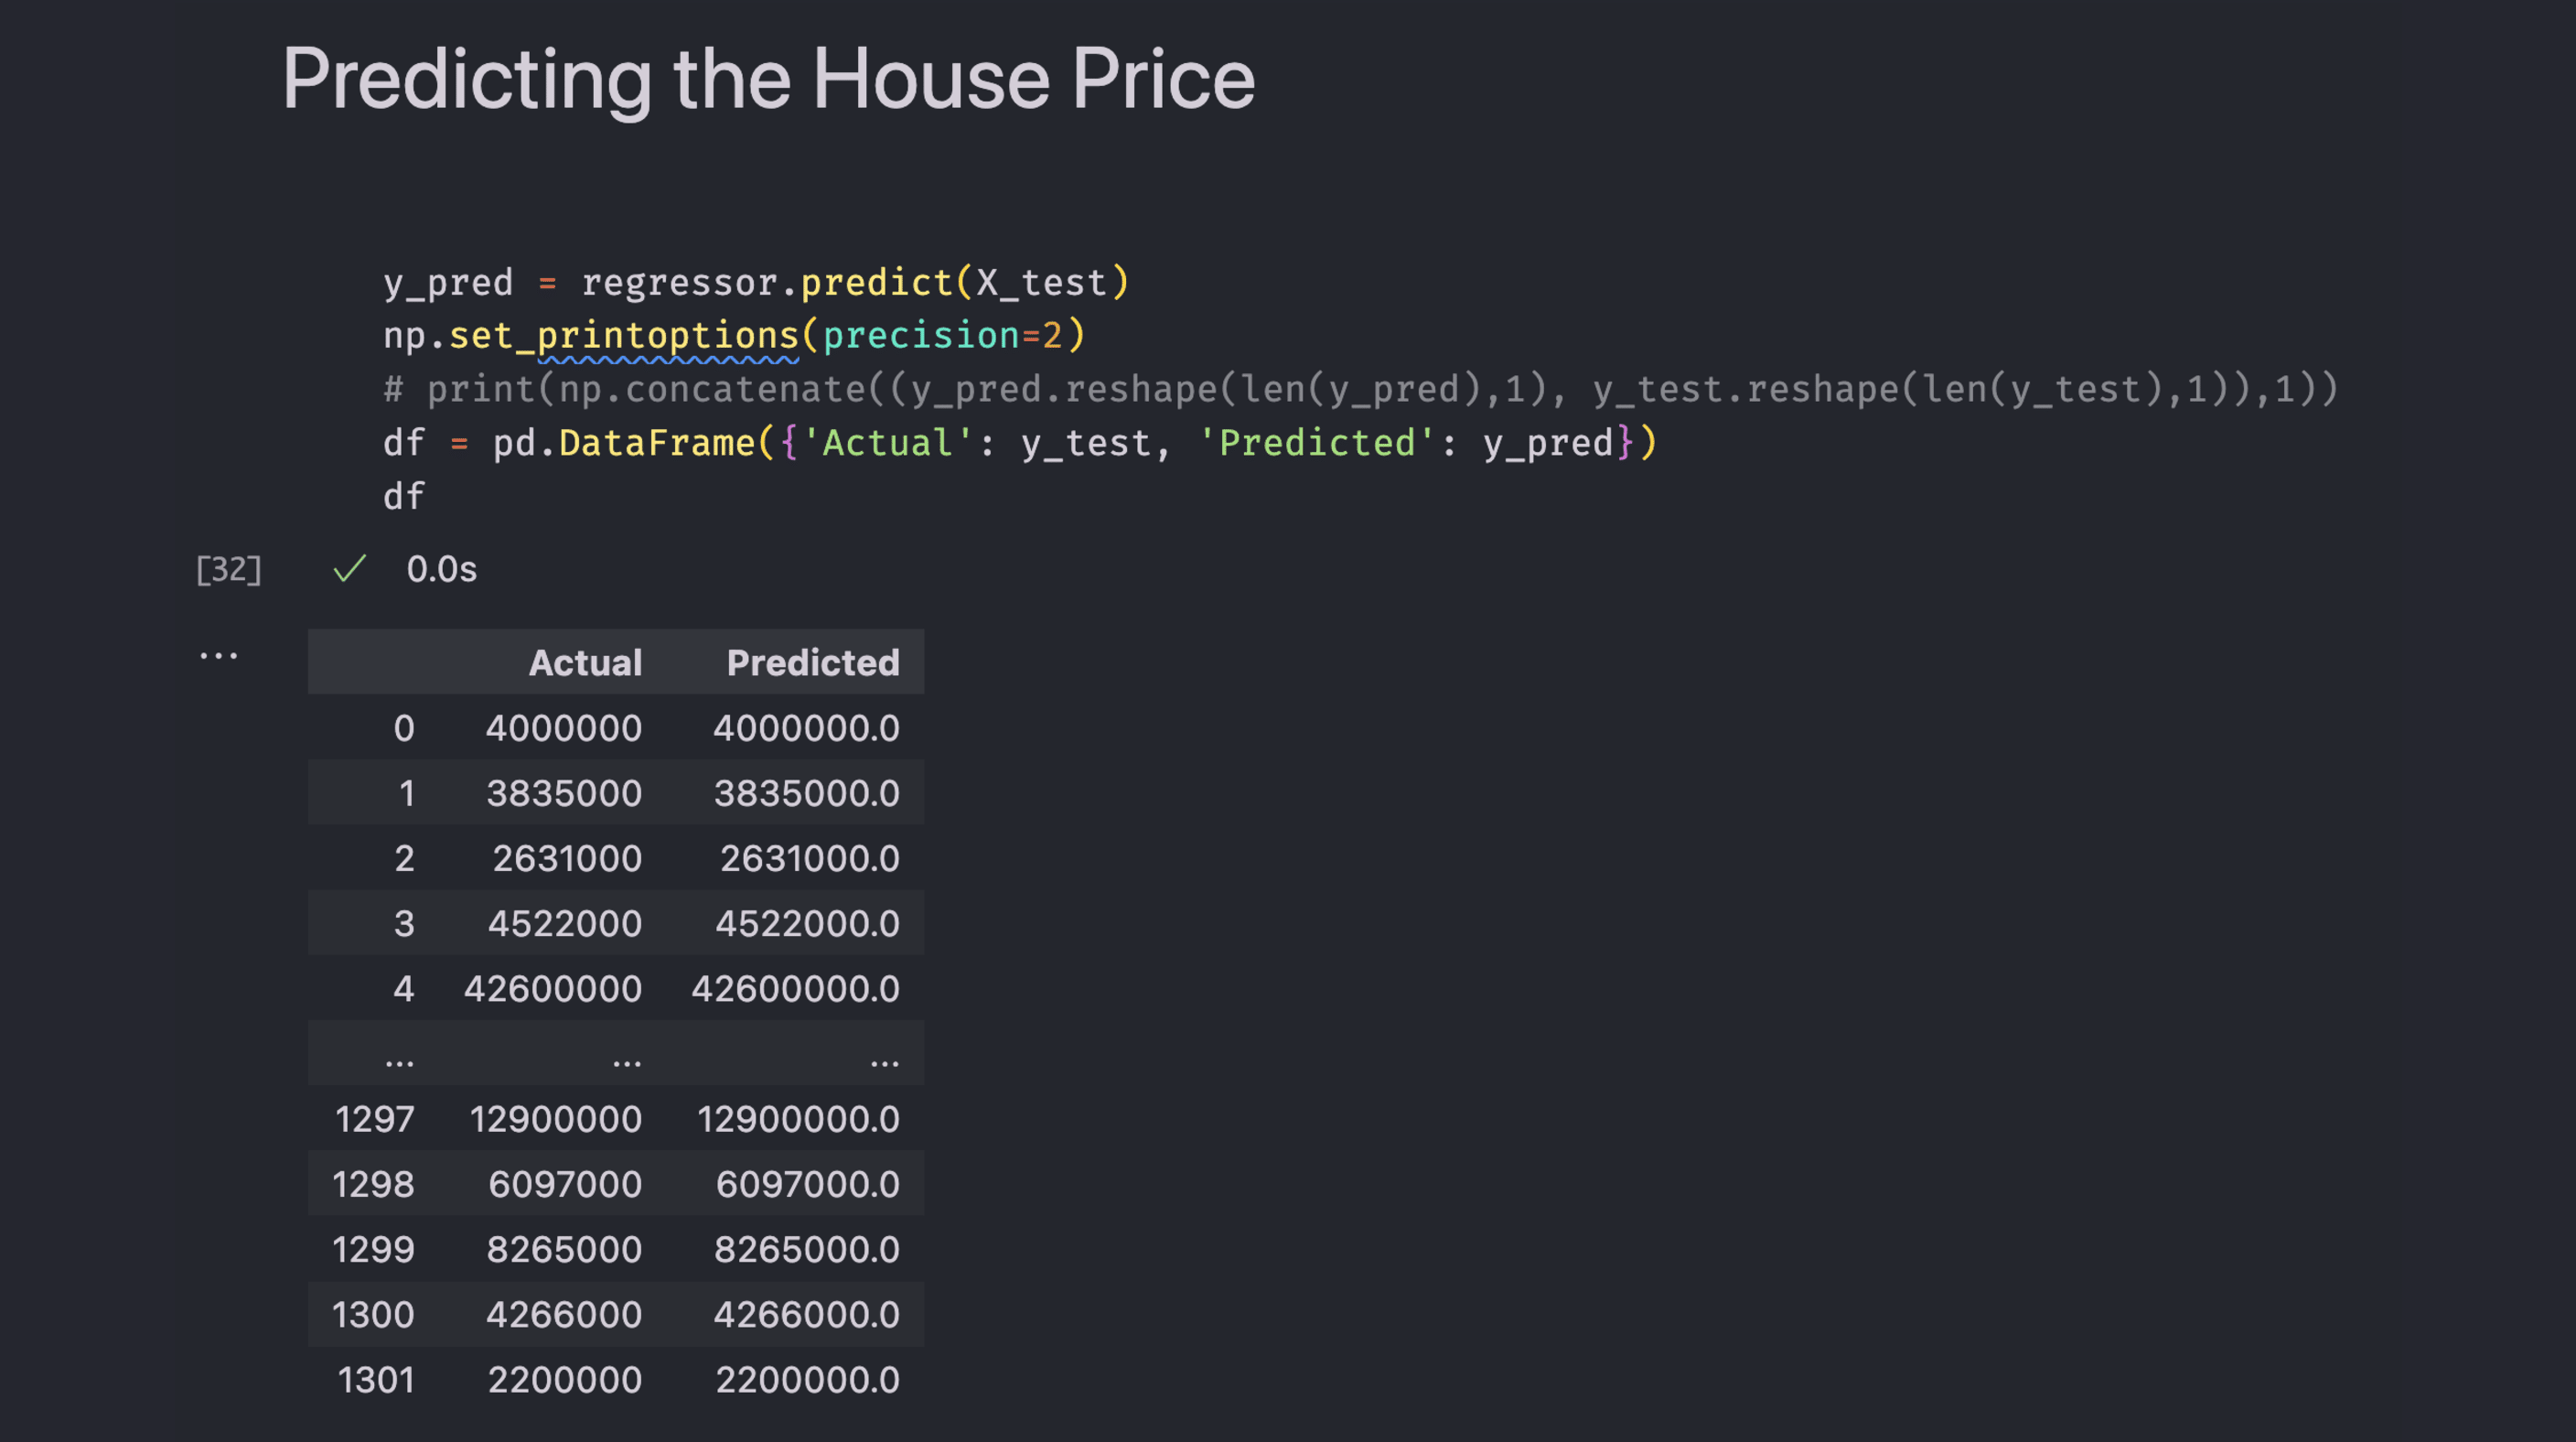 Predicting the House Price
y_pred = regressor.predict(X_test)
np.set_printoptions(precision=2)
# print(np.concatenate((y_pred.reshape(len(y_pred),1), y_test.reshape(len(y_test),1)),1))
df = pd.DataFrame({'Actual': y_test, 'Predicted': y_pred})
df
[32] ✓ 0.0s
...
Actual Predicted
0 4000000 4000000.0
1 3835000 3835000.0
2 2631000 2631000.0
3 4522000 4522000.0
4 42600000 42600000.0
... ... ...
1297 12900000 12900000.0
1298 6097000 6097000.0
1299 8265000 8265000.0
1300 4266000 4266000.0
1301 2200000 2200000.0